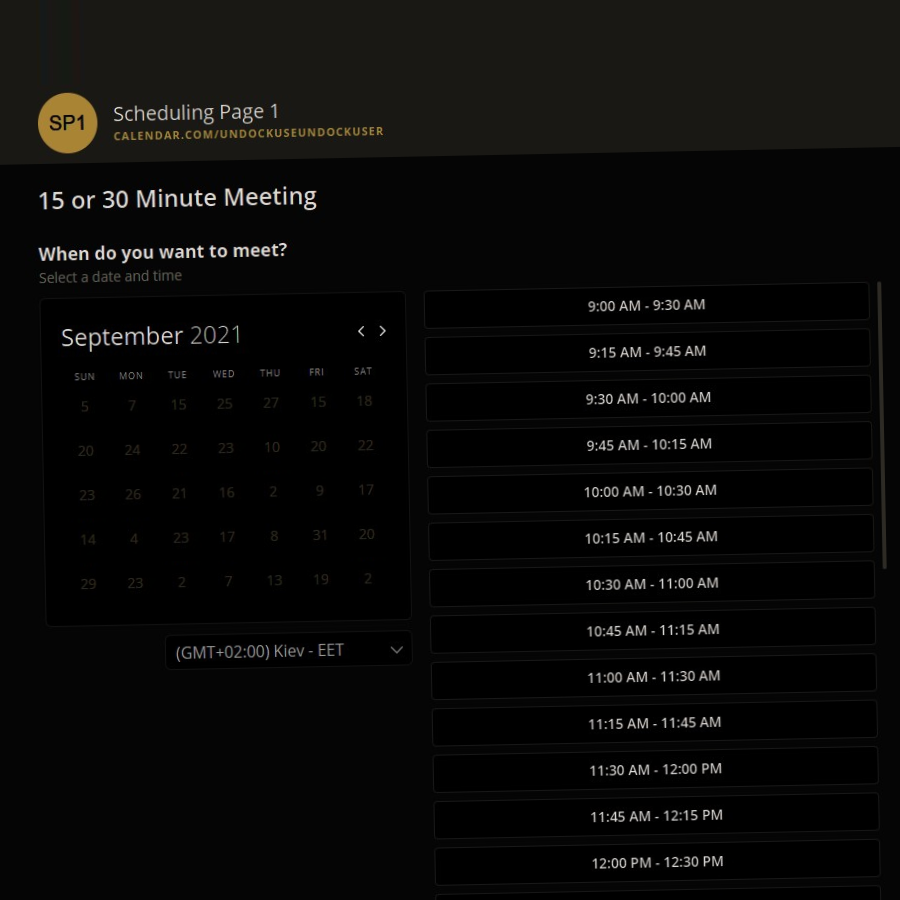 SP1
Scheduling Page 1
CALENDAR.COM/UNDOCKUSEUNDOCKUSER
15 or 30 Minute Meeting
When do you want to meet?
Select a date and time
September 2021
SUN MON TUE WED THU FRI SAT
5 7 15 25 27 15 18
20 24 22 23 10 20 22
23 26 21 16 2 9 17
14 4 23 17 8 31 20
29 23 2 7 13 19 2
(GMT+02:00) Kiev - EET
9:00 AM - 9:30 AM
9:15 AM - 9:45 AM
9:30 AM - 10:00 AM
9:45 AM - 10:15 AM
10:00 AM - 10:30 AM
10:15 AM - 10:45 AM
10:30 AM - 11:00 AM
10:45 AM - 11:15 AM
11:00 AM - 11:30 AM
11:15 AM - 11:45 AM
11:30 AM - 12:00 PM
11:45 AM - 12:15 PM
12:00 PM - 12:30 PM